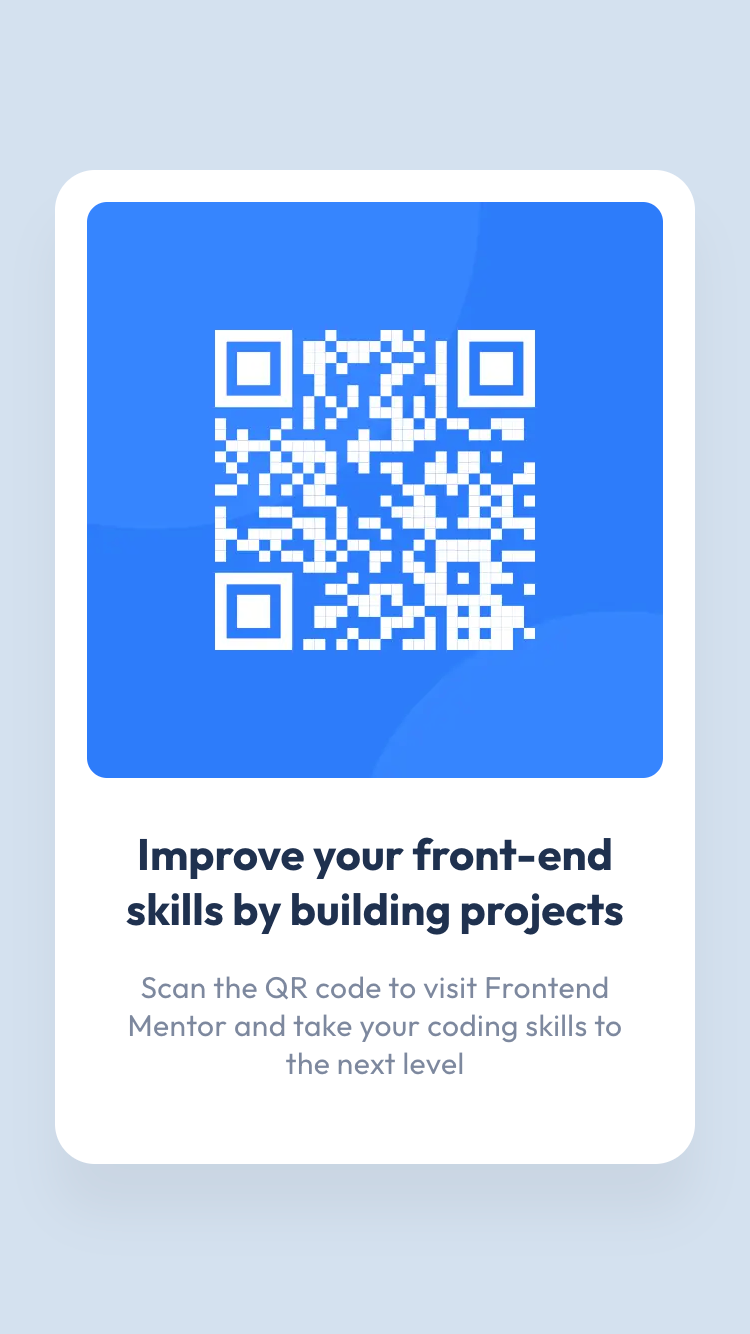 Improve your front-end
skills by building projects
Scan the QR code to visit Frontend
Mentor and take your coding skills to
the next level